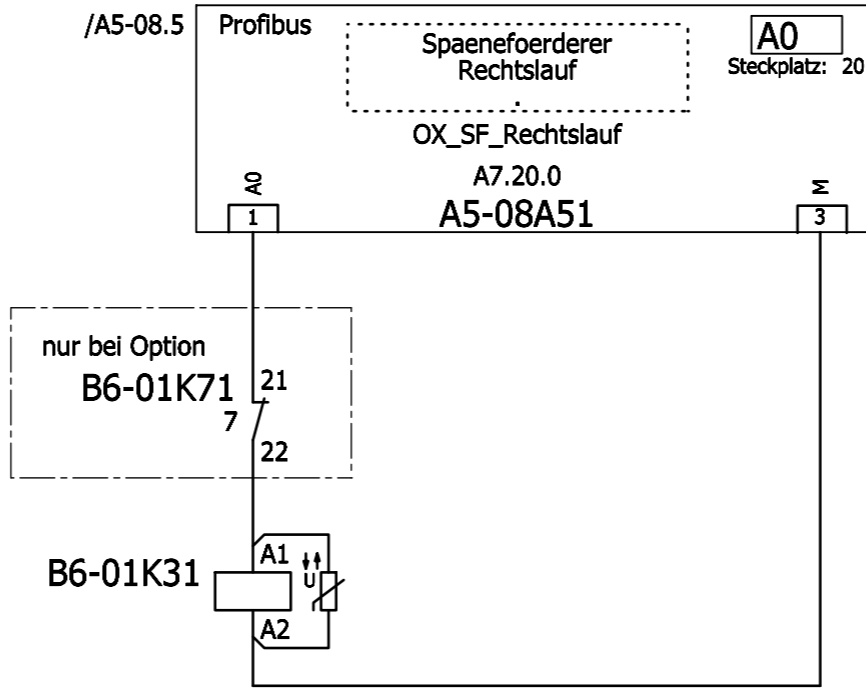 /A5-08.5
Profibus
Spaenefoerderer
Rechtslauf
.
A0
Steckplatz: 20
OX_SF_Rechtslauf
A7.20.0
A5-08A51
A0
1
M
3
nur bei Option
B6-01K71
21
7
22
B6-01K31
A1
U
A2